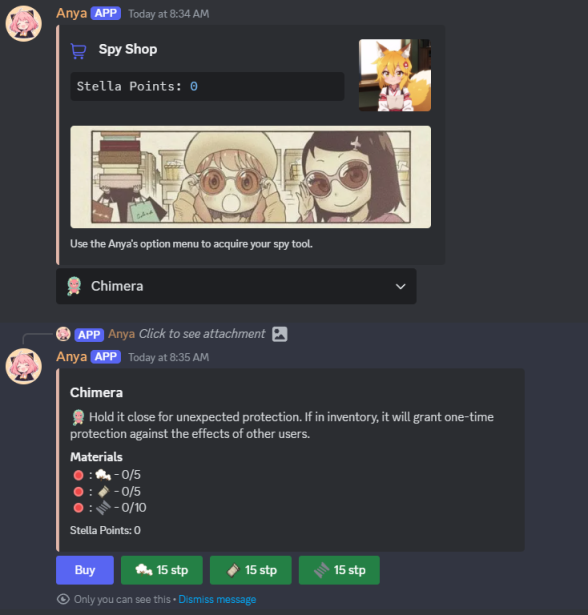 Anya APP Today at 8:34 AM
Spy Shop
Stella Points: 0
Use the Anya's option menu to acquire your spy tool.
Chimera
APP Anya Click to see attachment
Anya APP Today at 8:35 AM
Chimera
Hold it close for unexpected protection. If in inventory, it will grant one-time
protection against the effects of other users.
Materials
: - 0/5
: - 0/5
: - 0/10
Stella Points: 0
Buy 15 stp 15 stp 15 stp
Only you can see this • Dismiss message